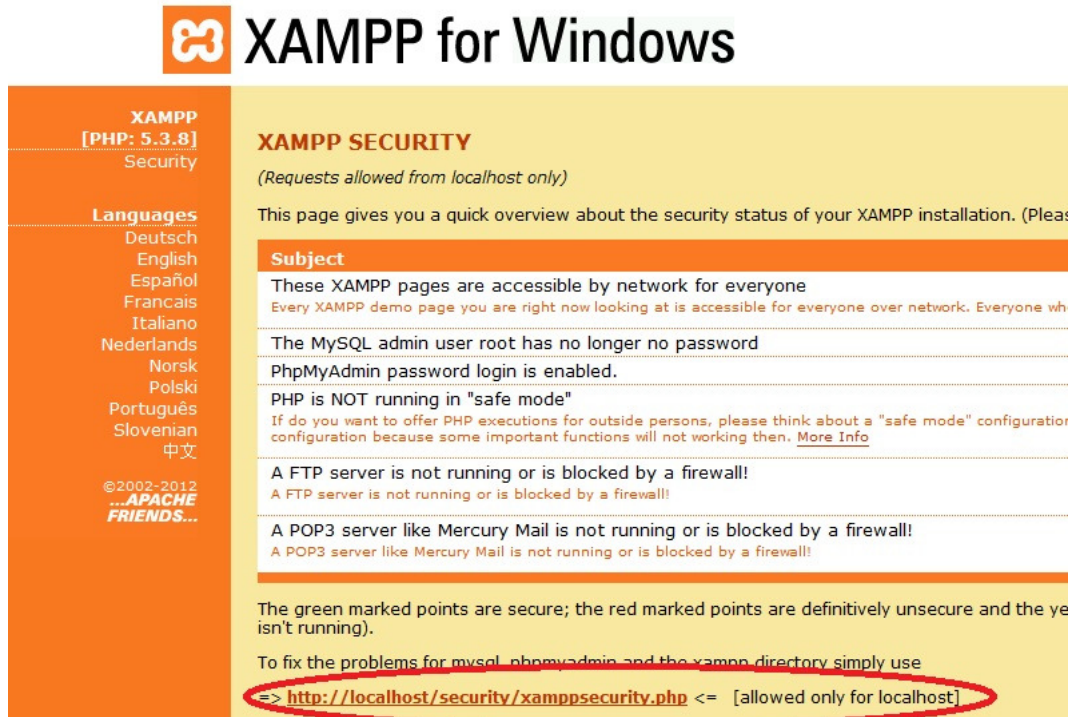 XAMPP for Windows
XAMPP
[PHP: 5.3.8]
Security
Languages
Deutsch
English
Español
Francais
Italiano
Nederlands
Norsk
Polski
Português
Slovenian
中文
©2002-2012
...APACHE
FRIENDS...
XAMPP SECURITY
(Requests allowed from localhost only)
This page gives you a quick overview about the security status of your XAMPP installation. (Pleas
Subject
These XAMPP pages are accessible by network for everyone
Every XAMPP demo page you are right now looking at is accessible for everyone over network. Everyone wh
The MySQL admin user root has no longer no password
PhpMyAdmin password login is enabled.
PHP is NOT running in "safe mode"
If do you want to offer PHP executions for outside persons, please think about a "safe mode" configuration
configuration because some important functions will not working then. More Info
A FTP server is not running or is blocked by a firewall!
A FTP server is not running or is blocked by a firewall!
A POP3 server like Mercury Mail is not running or is blocked by a firewall!
A POP3 server like Mercury Mail is not running or is blocked by a firewall!
The green marked points are secure; the red marked points are definitively unsecure and the ye
isn't running).
To fix the problems for mysql, phpmyadmin and the xampp directory simply use
=> http://localhost/security/xamppsecurity.php <= [allowed only for localhost]